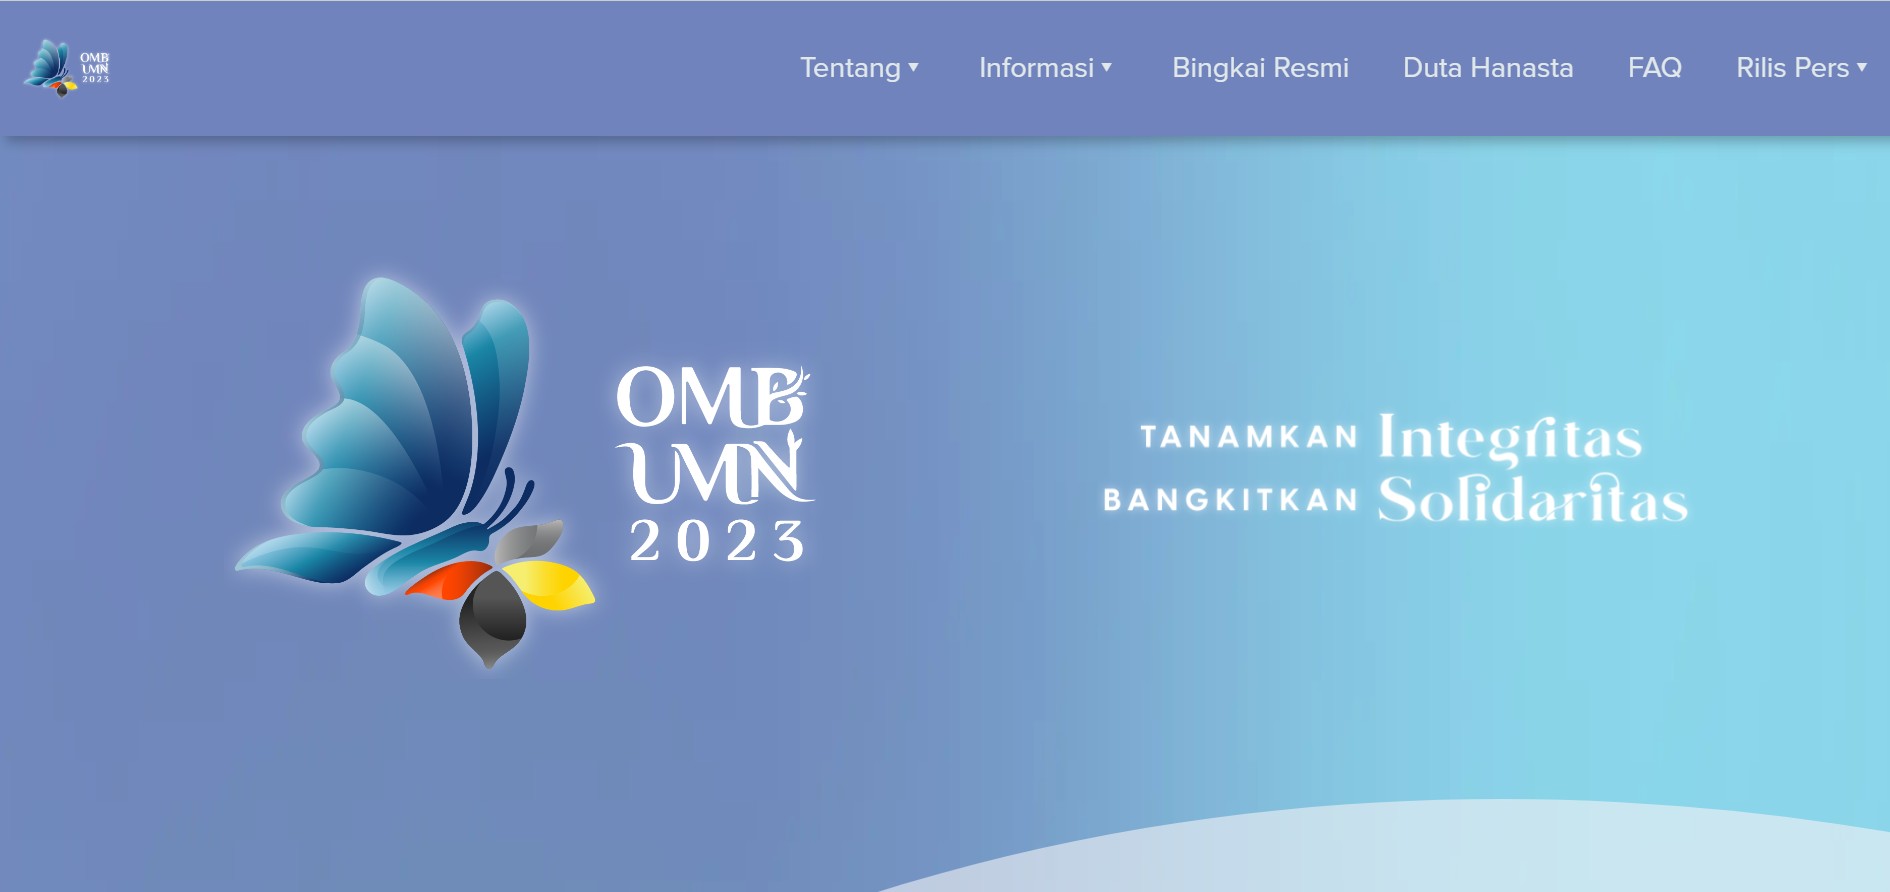 OMB
UMN
2023
Tentang Informasi Bingkai Resmi Duta Hanasta FAQ Rilis Pers
OMB
UMN
2023
TANAMKAN Integritas
BANGKITKAN Solidaritas